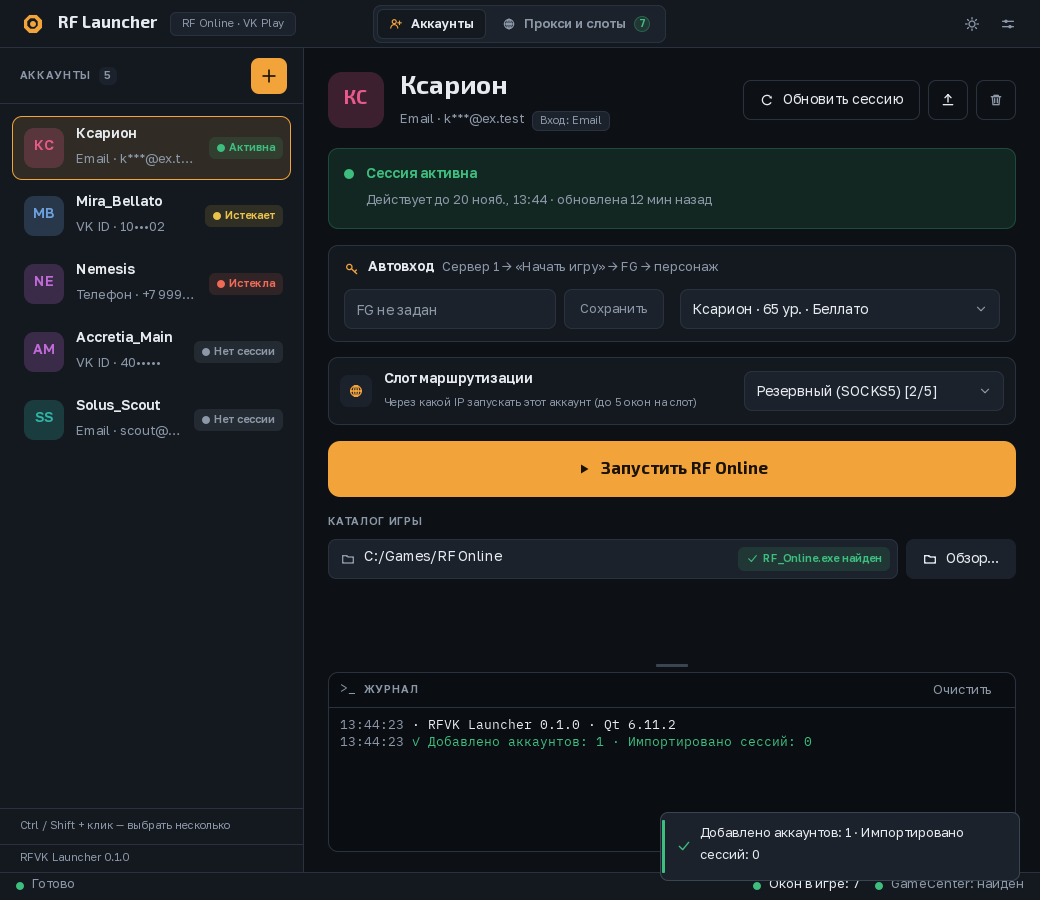 RF Launcher
RF Online · VK Play
Аккаунты
Прокси и слоты
7
АККАУНТЫ 5
КС
Ксарион
Email · k***@ex.t…
Активна
MB
Mira_Bellato
VK ID · 10•••02
Истекает
NE
Nemesis
Телефон · +7 999…
Истекла
AM
Accretia_Main
VK ID · 40•••••
Нет сессии
SS
Solus_Scout
Email · scout@…
Нет сессии
Ctrl / Shift + клик — выбрать несколько
RFVK Launcher 0.1.0
КС
Ксарион
Email · k***@ex.test
Вход: Email
Обновить сессию
Сессия активна
Действует до 20 нояб., 13:44 · обновлена 12 мин назад
Автовход Сервер 1 → «Начать игру» → FG → персонаж
FG не задан
Сохранить
Ксарион · 65 ур. · Беллато
Слот маршрутизации
Через какой IP запускать этот аккаунт (до 5 окон на слот)
Резервный (SOCKS5) [2/5]
Запустить RF Online
КАТАЛОГ ИГРЫ
C:/Games/RF Online
RF_Online.exe найден
Обзор...
>_ ЖУРНАЛ
Очистить
13:44:23 · RFVK Launcher 0.1.0 · Qt 6.11.2
13:44:23 √ Добавлено аккаунтов: 1 · Импортировано сессий: 0
Добавлено аккаунтов: 1 · Импортировано
сессий: 0
Готово
Окон в игре: 7
GameCenter: найден